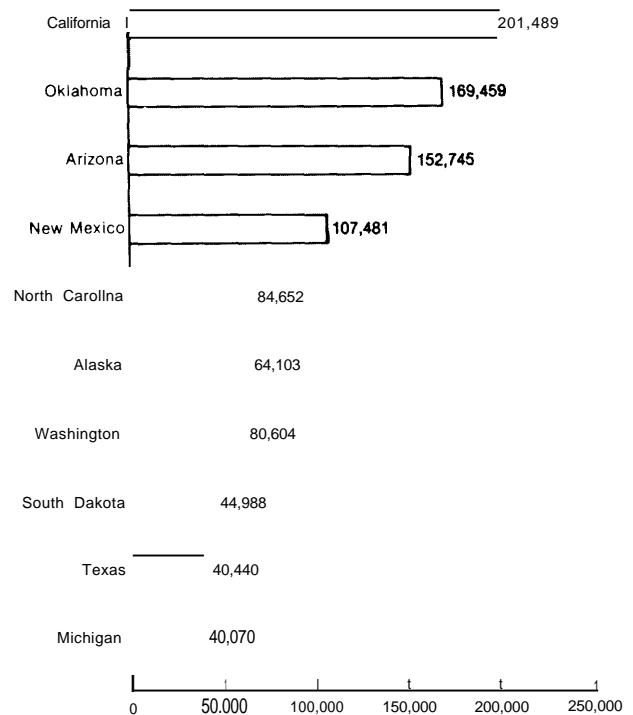 California 201,489
Oklahoma 169,459
Arizona 152,745
New Mexico 107,481
North Carollna 84,652
Alaska 64,103
Washington 80,604
South Dakota 44,988
Texas 40,440
Michigan 40,070
0 50.000 100,000 150,000 200,000 250,000